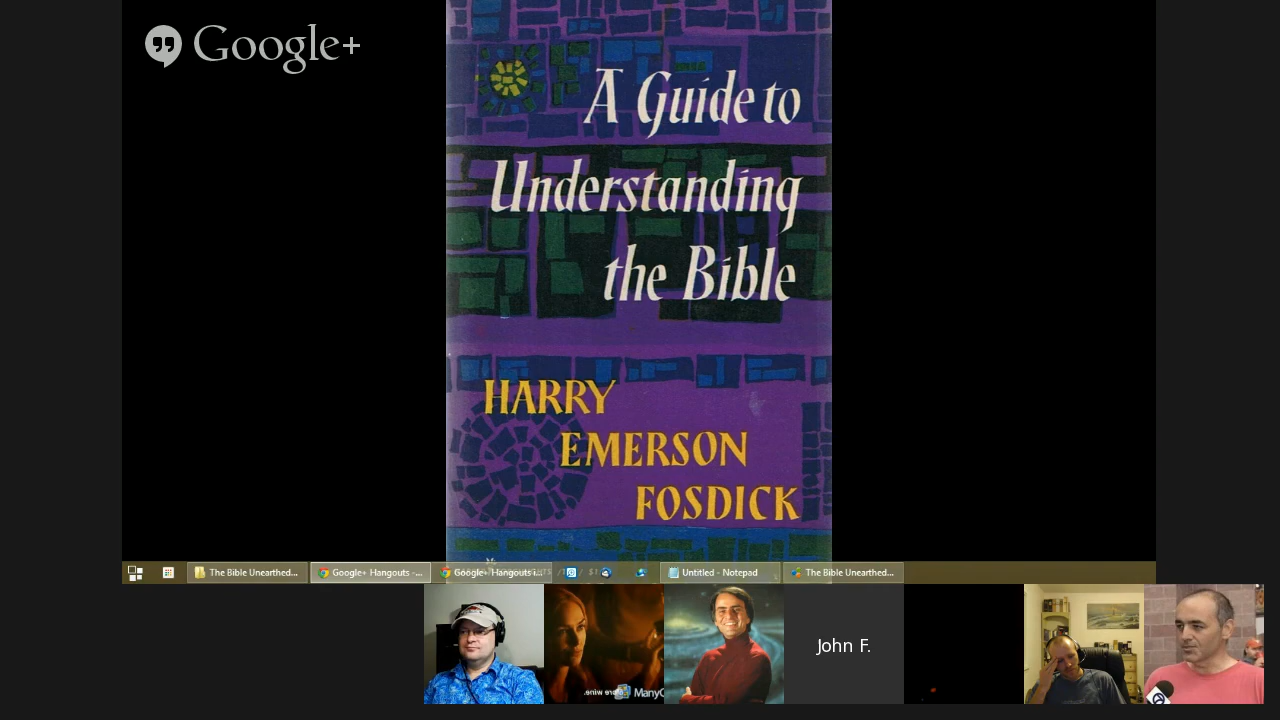 Google+
A Guide to
Understanding
the Bible
HARRY
EMERSON
FOSDICK
The Bible Unearthed...
Google+ Hangouts -...
Google+ Hangouts -...
Untitled - Notepad
The Bible Unearthed...
John F.
ManyC